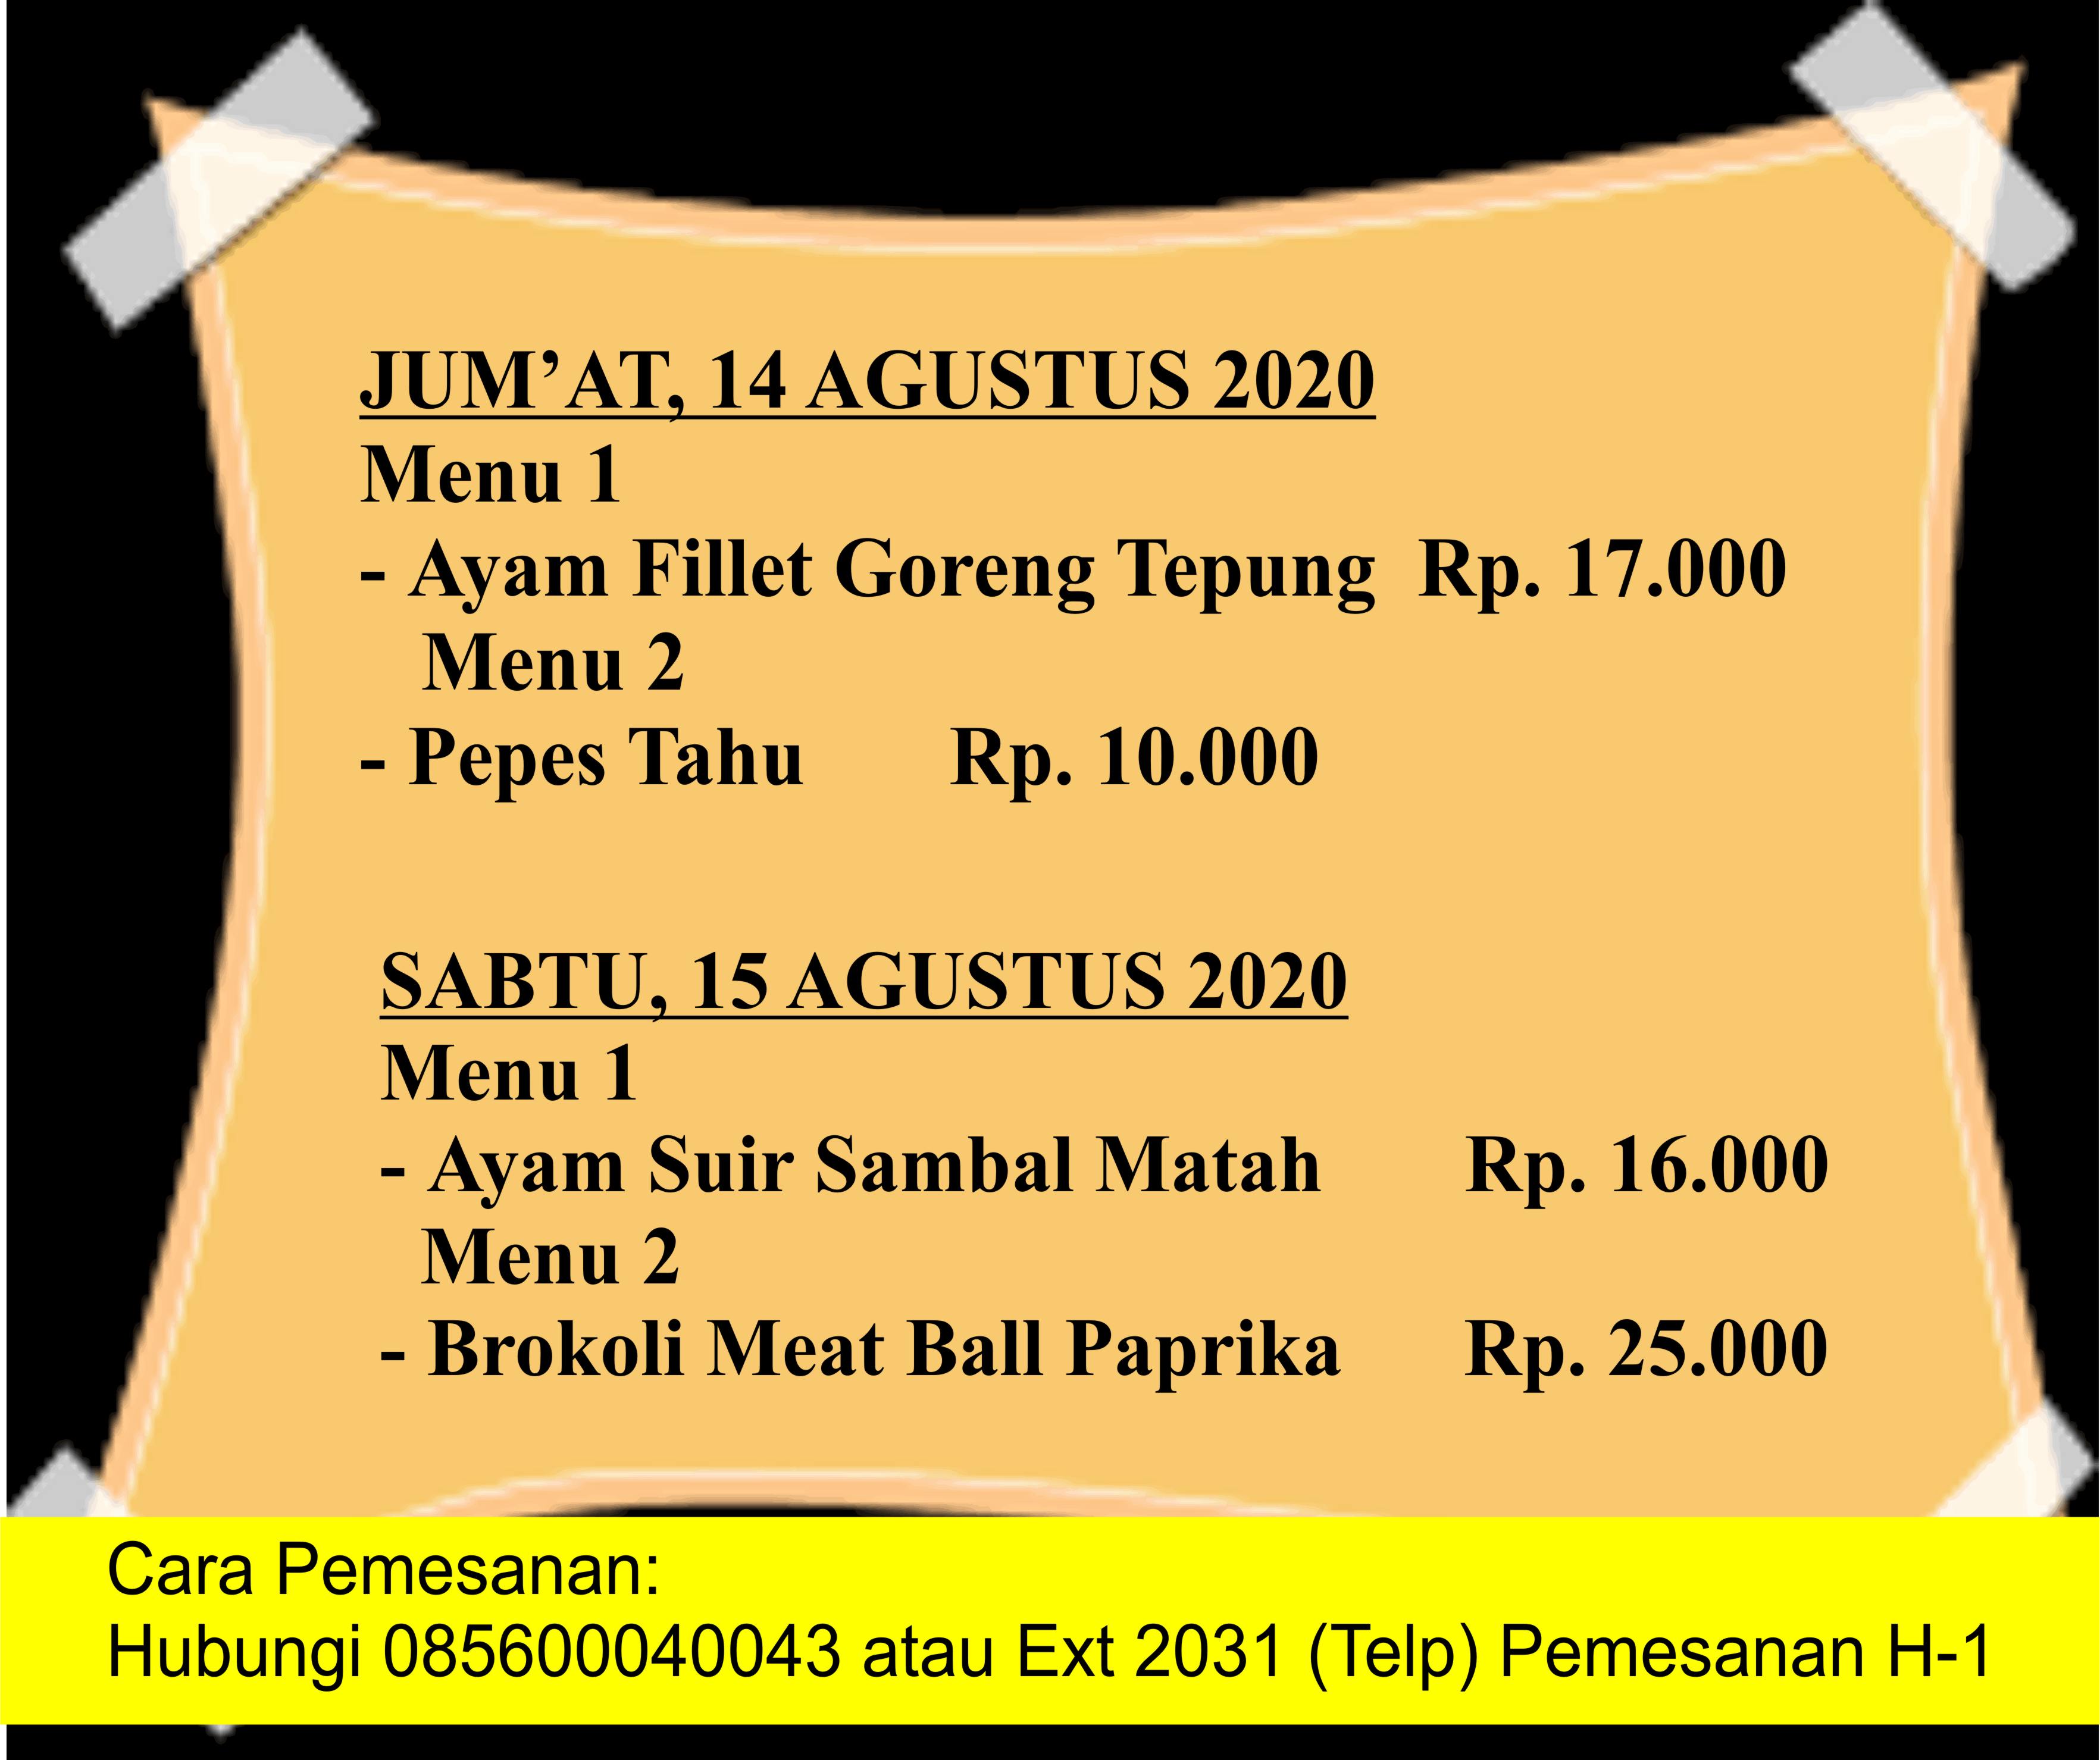 JUM’AT, 14 AGUSTUS 2020
Menu 1
- Ayam Fillet Goreng Tepung Rp. 17.000
Menu 2
- Pepes Tahu Rp. 10.000
SABTU, 15 AGUSTUS 2020
Menu 1
- Ayam Suir Sambal Matah Rp. 16.000
Menu 2
- Brokoli Meat Ball Paprika Rp. 25.000
Cara Pemesanan:
Hubungi 085600040043 atau Ext 2031 (Telp) Pemesanan H-1